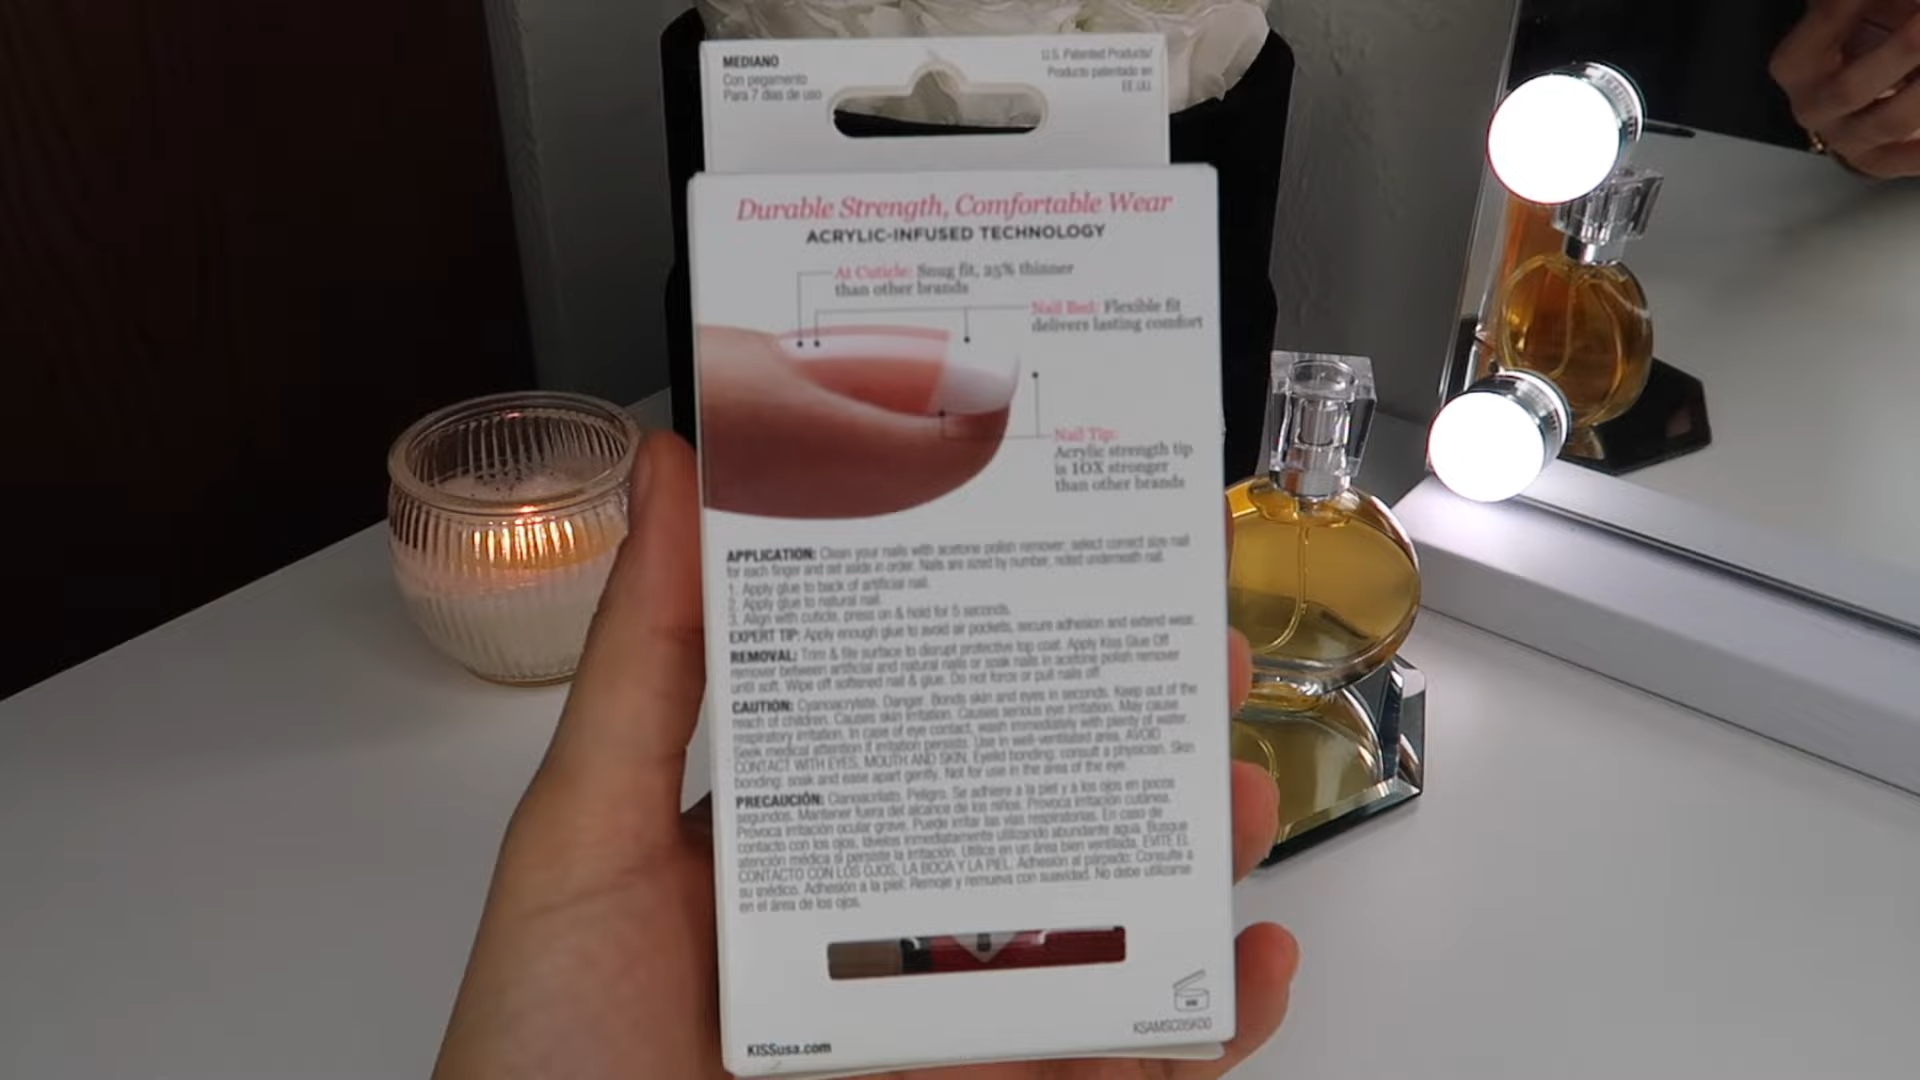 MEDIANO
Con pegamento
Para 7 días de uso
U.S. Patented Products/
Producto patentado en
EE.UU.
Durable Strength, Comfortable Wear
ACRYLIC-INFUSED TECHNOLOGY
At Cuticle: Snug fit, 25% thinner
than other brands
Nail Bed: Flexible fit
delivers lasting comfort
Nail Tip:
Acrylic strength tip
is 10X stronger
than other brands
APPLICATION: Clean your nails with acetone polish remover; select correct size nail
for each finger and set aside in order. Nails are sized by number, noted underneath nail.
1. Apply glue to back of artificial nail.
2. Apply glue to natural nail.
3. Align with cuticle, press on & hold for 5 seconds.
EXPERT TIP: Apply enough glue to avoid air pockets, secure adhesion and extend wear.
REMOVAL: Trim & file surface to disrupt protective top coat. Apply Kiss Glue Off
remover between artificial and natural nails or soak nails in acetone polish remover
until soft. Wipe off softened nail & glue. Do not force or pull nails off.
CAUTION: Cyanoacrylate. Danger. Bonds skin and eyes in seconds. Keep out of the
reach of children. Causes skin irritation. Causes serious eye irritation. May cause
respiratory irritation. In case of eye contact, wash immediately with plenty of water.
Seek medical attention if irritation persists. Use in well-ventilated area. AVOID
CONTACT WITH EYES, MOUTH AND SKIN. Eyelid bonding: consult a physician. Skin
bonding: soak and ease apart gently. Not for use in the area of the eye.
PRECAUCIÓN: Cianoacrilato. Peligro. Se adhiere a la piel y a los ojos en pocos
segundos. Mantener fuera del alcance de los niños. Provoca irritación cutánea.
Provoca irritación ocular grave. Puede irritar las vías respiratorias. En caso de
contacto con los ojos, lávelos inmediatamente utilizando abundante agua. Busque
atención médica si persiste la irritación. Utilice en un área bien ventilada. EVITE EL
CONTACTO CON LOS OJOS, LA BOCA Y LA PIEL. Adhesión al párpado: Consulte a
su médico. Adhesión a la piel: Remoje y remueva con suavidad. No debe utilizarse
en el área de los ojos.
KISSusa.com